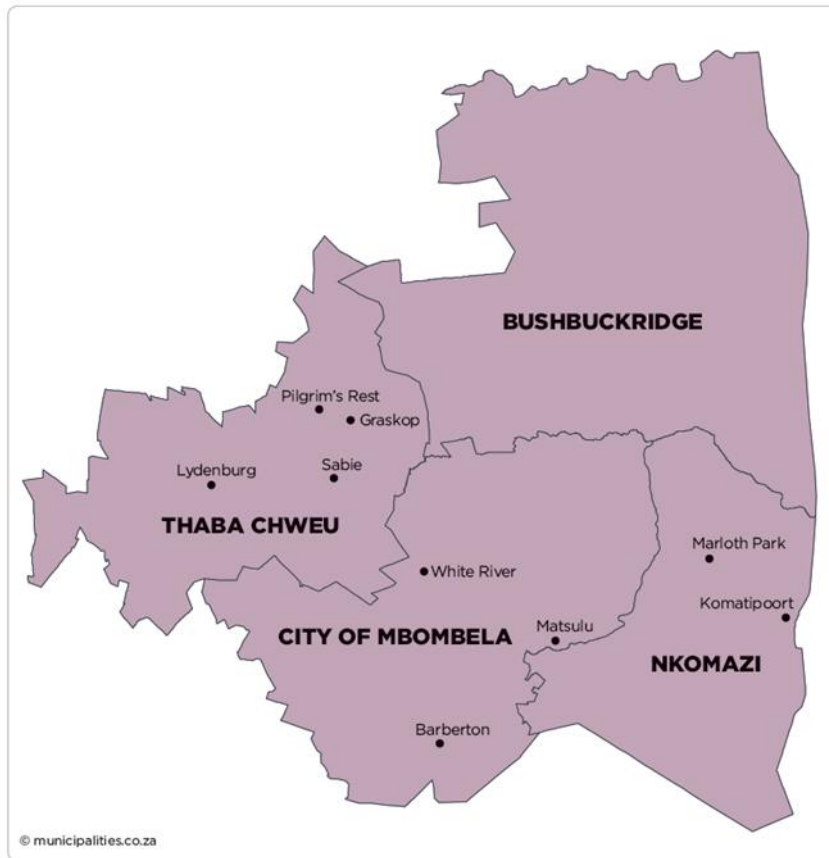 BUSHBUCKRIDGE
Pilgrim's Rest
Graskop
Lydenburg
Sabie
THABA CHWEU
White River
CITY OF MBOMBELA
Matsulu
Barberton
Marloth Park
Komatipoort
NKOMAZI
© municipalities.co.za